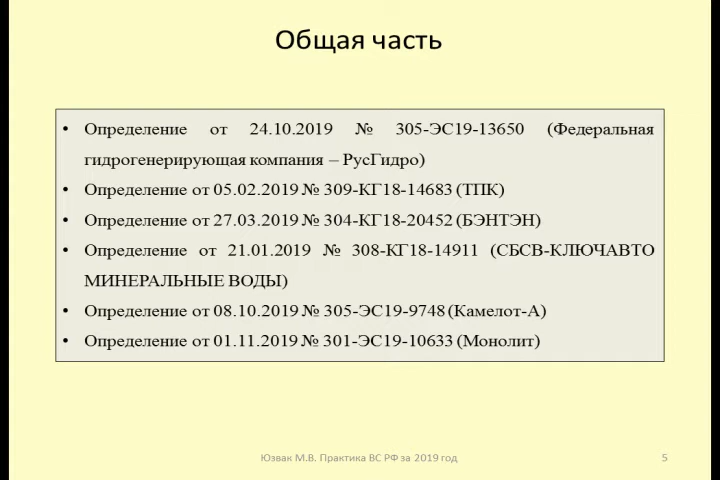 Общая часть
• Определение от 24.10.2019 № 305-ЭС19-13650 (Федеральная
гидрогенерирующая компания – РусГидро)
• Определение от 05.02.2019 № 309-КГ18-14683 (ТПК)
• Определение от 27.03.2019 № 304-КГ18-20452 (БЭНТЭН)
• Определение от 21.01.2019 № 308-КГ18-14911 (СБСВ-КЛЮЧАВТО
МИНЕРАЛЬНЫЕ ВОДЫ)
• Определение от 08.10.2019 № 305-ЭС19-9748 (Камелот-А)
• Определение от 01.11.2019 № 301-ЭС19-10633 (Монолит)
Юзвак М.В. Практика ВС РФ за 2019 год
5